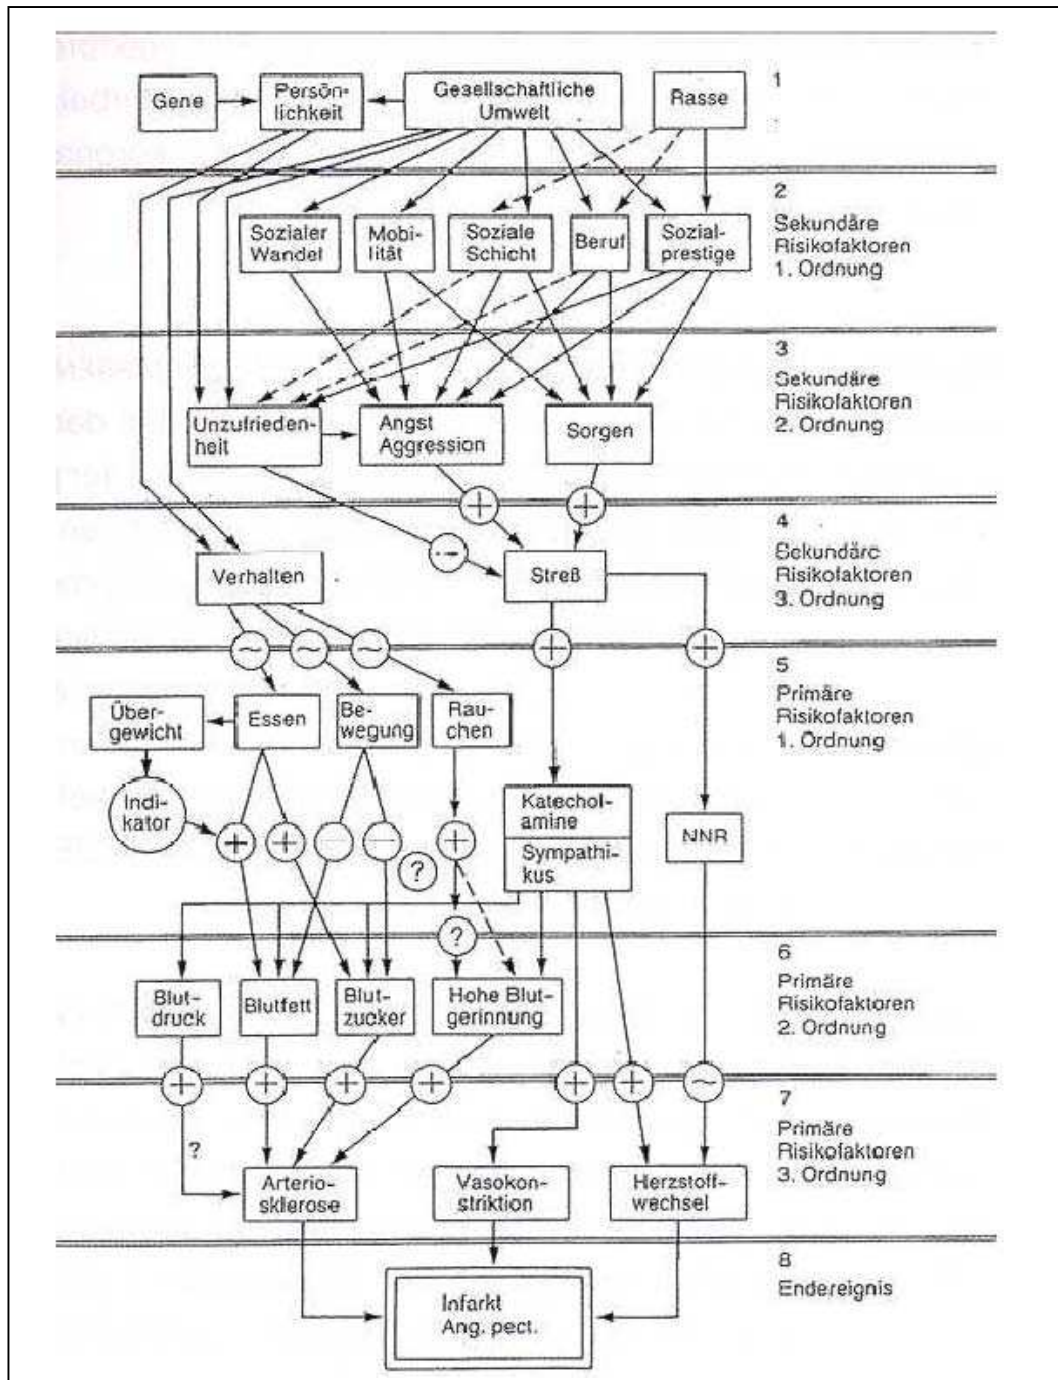 Gene
Persön-
lichkeit
Gesellschaftliche
Umwelt
Rasse
1
Sozialer
Wandel
Mobi-
lität
Soziale
Schicht
Beruf
Sozial-
prestige
2
Sekundäre
Risikofaktoren
1. Ordnung
Unzufrieden-
heit
Angst
Aggression
Sorgen
3
Sekundäre
Risikofaktoren
2. Ordnung
+
+
-
Verhalten
Streß
4
Sekundäre
Risikofaktoren
3. Ordnung
~
~
~
+
+
Über-
gewicht
Essen
Be-
wegung
Rau-
chen
5
Primäre
Risikofaktoren
1. Ordnung
Indi-
kator
+
+
-
-
?
+
Katechol-
amine
Sympathi-
kus
NNR
?
Blut-
druck
Blutfett
Blut-
zucker
Hohe Blut-
gerinnung
6
Primäre
Risikofaktoren
2. Ordnung
+
+
+
+
+
+
~
?
Arterio-
sklerose
Vasokon-
striktion
Herzstoff-
wechsel
7
Primäre
Risikofaktoren
3. Ordnung
Infarkt
Ang. pect.
8
Endereignis